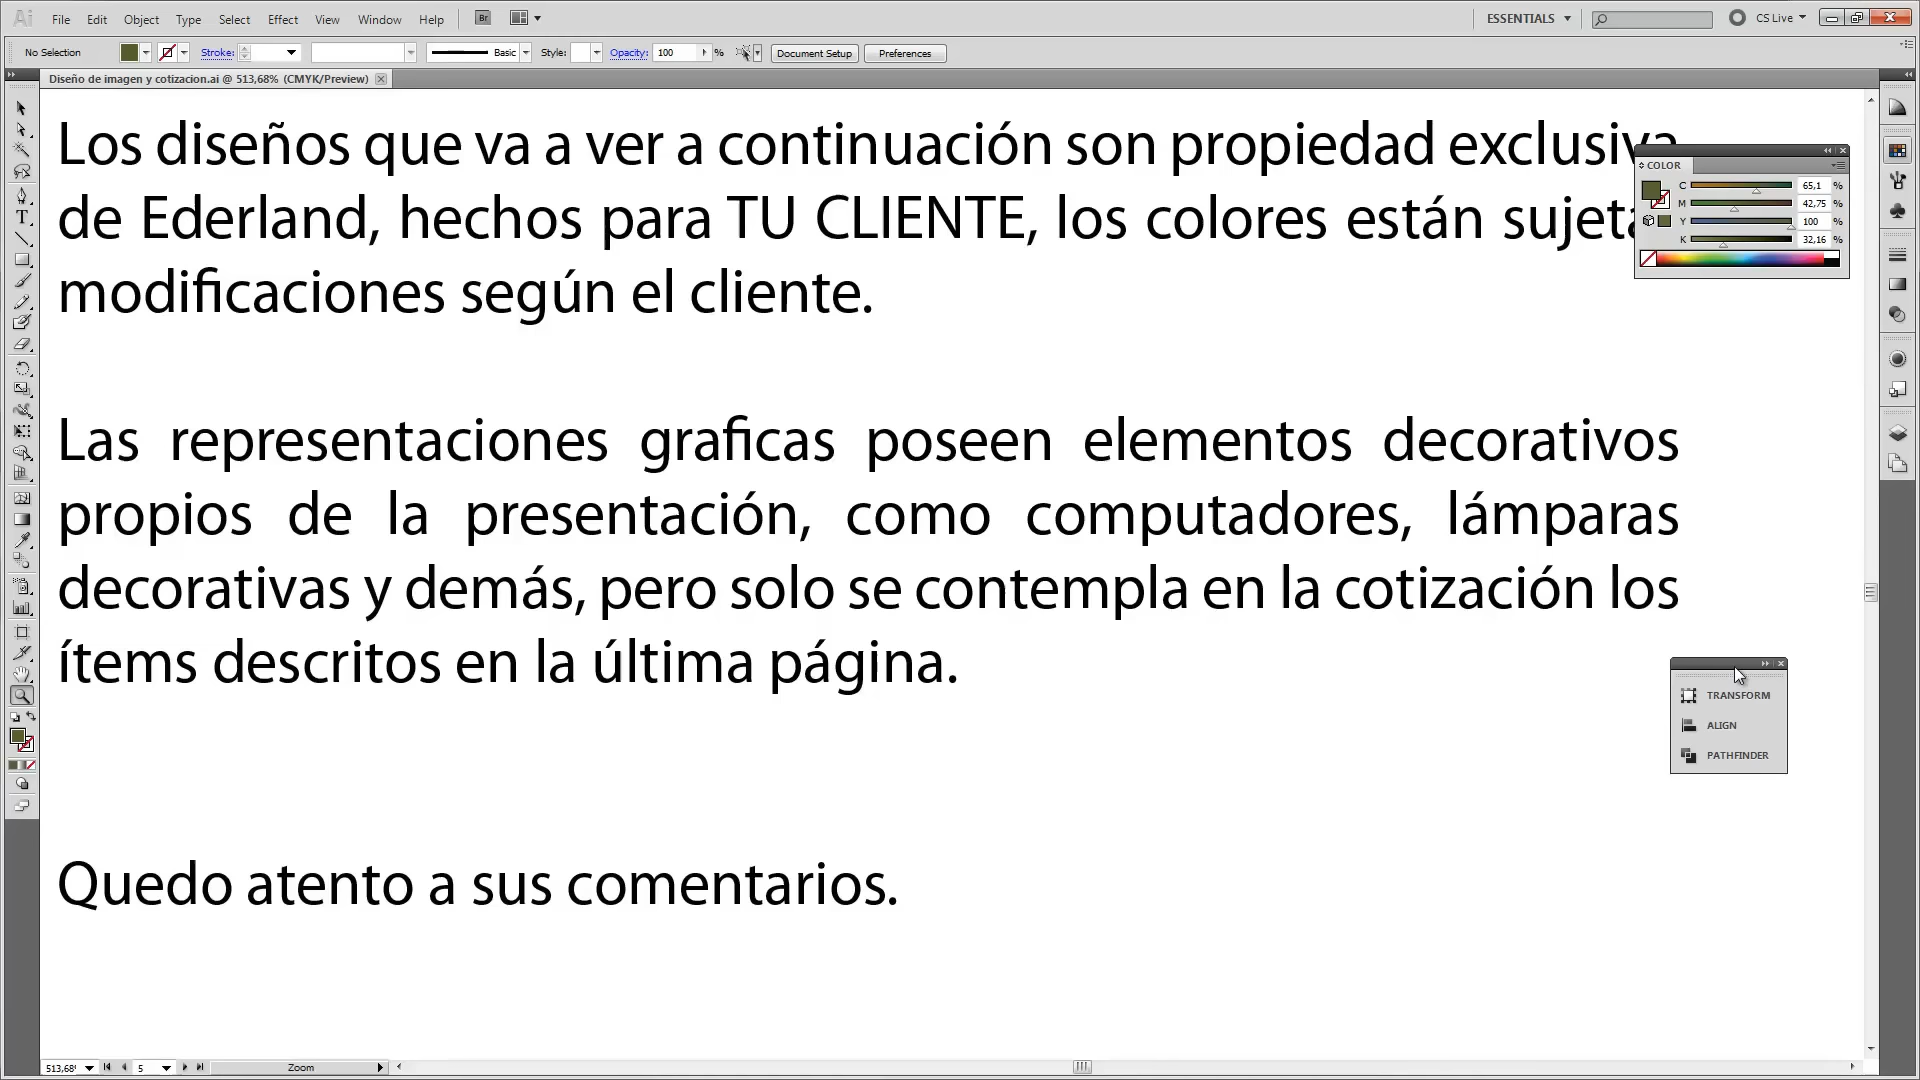 Ai File Edit Object Type Select Effect View Window Help Br ESSENTIALS CS Live
No Selection Stroke: Basic Style: Opacity: 100 % Document Setup Preferences
Diseño de imagen y cotizacion.ai @ 513,68% (CMYK/Preview)
Los diseños que va a ver a continuación son propiedad exclusiva
de Ederland, hechos para TU CLIENTE, los colores están
modificaciones según el cliente.
Las representaciones graficas poseen elementos decorativos
propios de la presentación, como computadores, lámparas
decorativas y demás, pero solo se contempla en la cotización los
ítems descritos en la última página.
Quedo atento a sus comentarios.
COLOR
C 65,1 %
M 42,75 %
Y 100 %
K 32,16 %
TRANSFORM
ALIGN
PATHFINDER
513,68% 5 Zoom